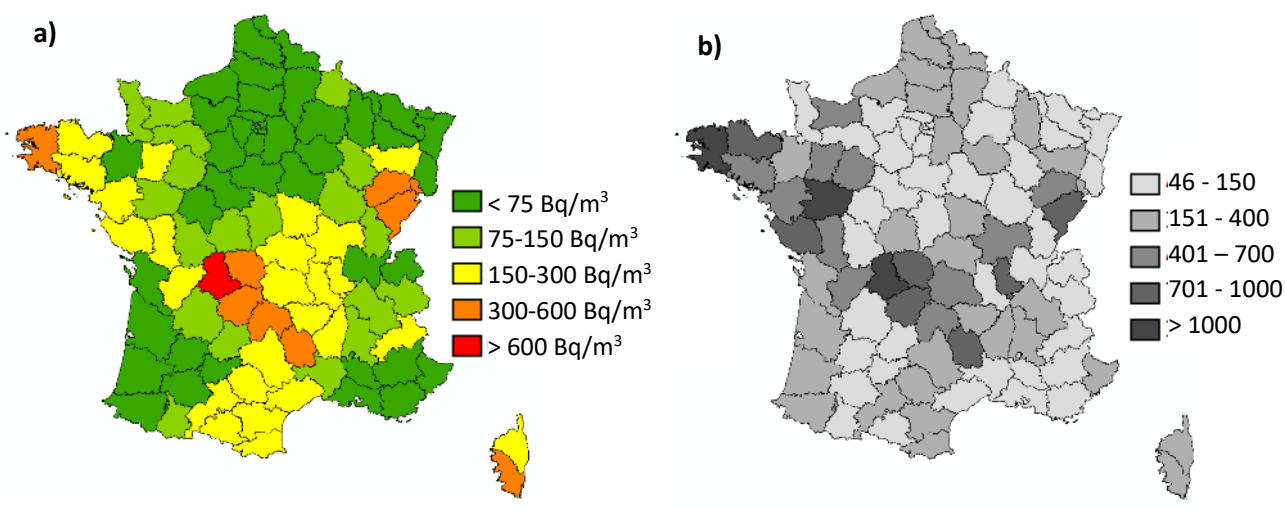 a)
< 75 Bq/m³
75-150 Bq/m³
150-300 Bq/m³
300-600 Bq/m³
> 600 Bq/m³
b)
46 - 150
151 - 400
401 – 700
701 - 1000
> 1000